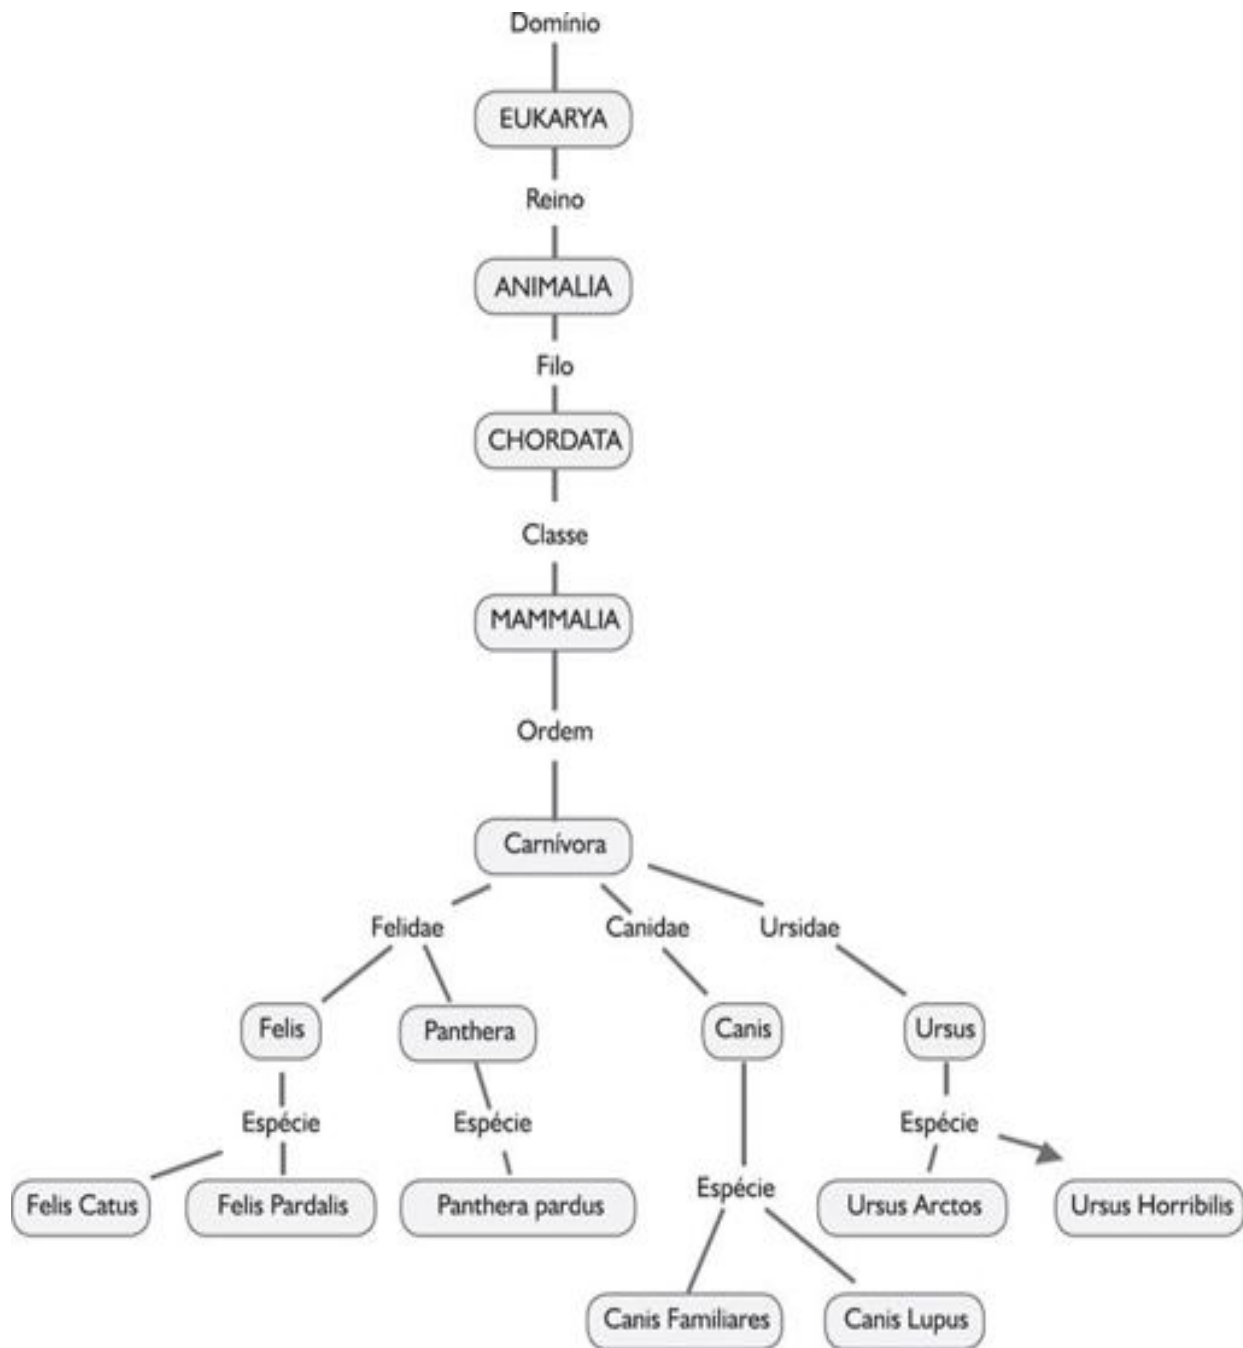 Domínio
EUKARYA
Reino
ANIMALIA
Filo
CHORDATA
Classe
MAMMALIA
Ordem
Carnívora
Felidae
Canidae
Ursidae
Felis
Panthera
Canis
Ursus
Espécie
Espécie
Espécie
Espécie
Felis Catus
Felis Pardalis
Panthera pardus
Ursus Arctos
Ursus Horribilis
Canis Familiares
Canis Lupus